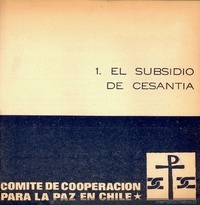 1. EL SUBSIDIO
DE CESANTIA
COMITE DE COOPERACION
PARA LA PAZ EN CHILE ★